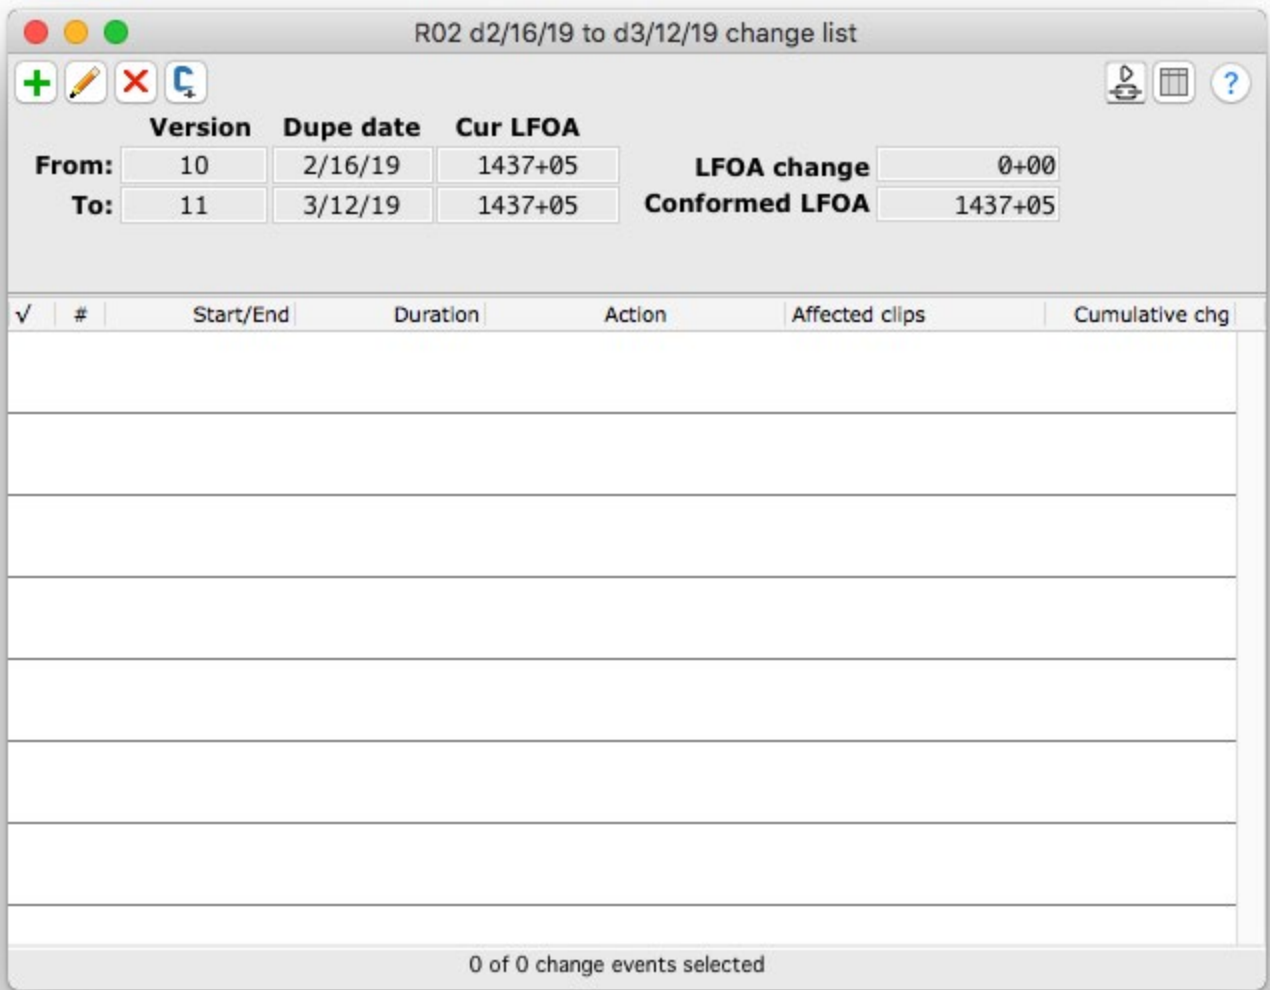 R02 d2/16/19 to d3/12/19 change list
?
Version Dupe date Cur LFOA
From: 10 2/16/19 1437+05 LFOA change 0+00
To: 11 3/12/19 1437+05 Conformed LFOA 1437+05
√ # Start/End Duration Action Affected clips Cumulative chg
0 of 0 change events selected